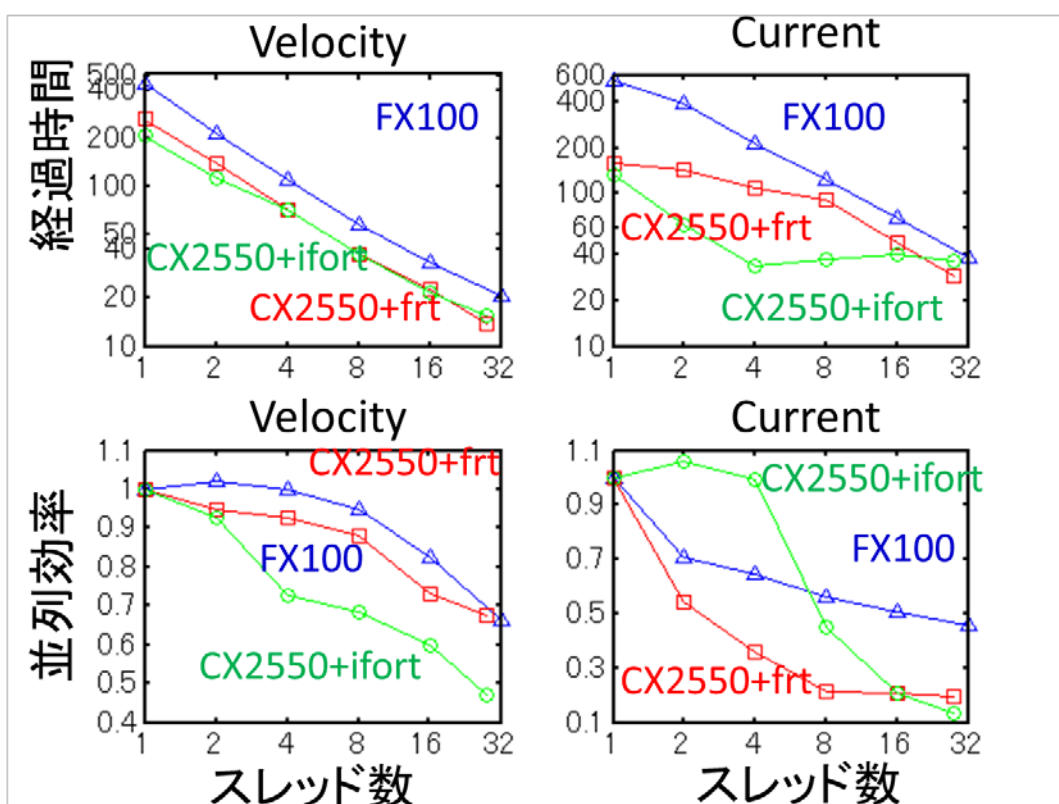 Velocity
経過時間
500
400
200
100
50
40
20
10
1 2 4 8 16 32
FX100
CX2550+ifort
CX2550+frt
Current
600
400
200
100
60
40
20
10
1 2 4 8 16 32
FX100
CX2550+frt
CX2550+ifort
Velocity
並列効率
1.1
1
0.9
0.8
0.7
0.6
0.5
0.4
1 2 4 8 16 32
CX2550+frt
FX100
CX2550+ifort
スレッド数
Current
1.1
0.9
0.7
0.5
0.3
0.1
1 2 4 8 16 32
CX2550+ifort
FX100
CX2550+frt
スレッド数